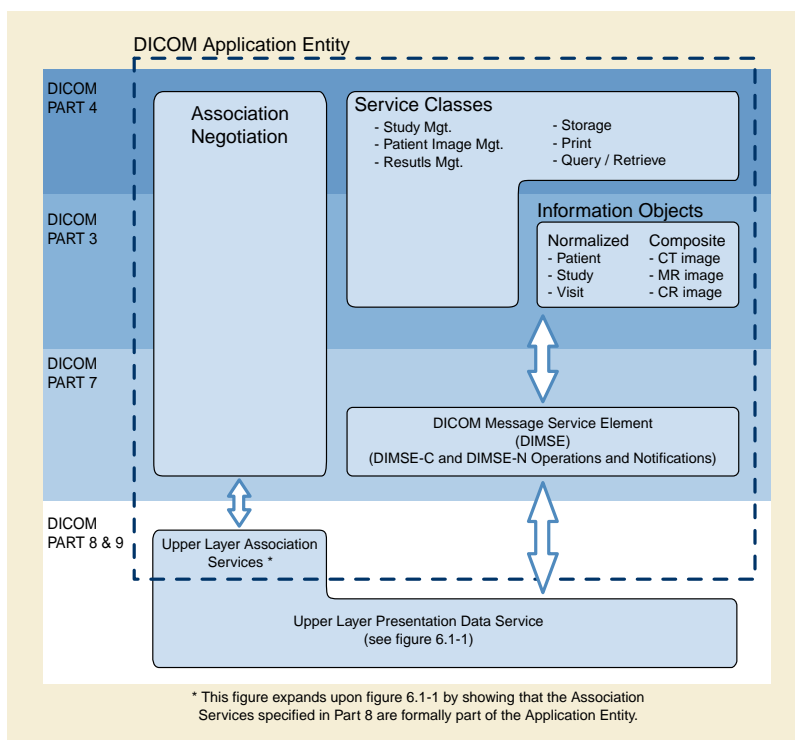 DICOM Application Entity
DICOM
PART 4
Association
Negotiation
Service Classes
- Study Mgt.
- Patient Image Mgt.
- Resutls Mgt.
- Storage
- Print
- Query / Retrieve
DICOM
PART 3
Information Objects
Normalized
- Patient
- Study
- Visit
Composite
- CT image
- MR image
- CR image
DICOM
PART 7
DICOM Message Service Element
(DIMSE)
(DIMSE-C and DIMSE-N Operations and Notifications)
DICOM
PART 8 & 9
Upper Layer Association
Services *
Upper Layer Presentation Data Service
(see figure 6.1-1)
* This figure expands upon figure 6.1-1 by showing that the Association
Services specified in Part 8 are formally part of the Application Entity.